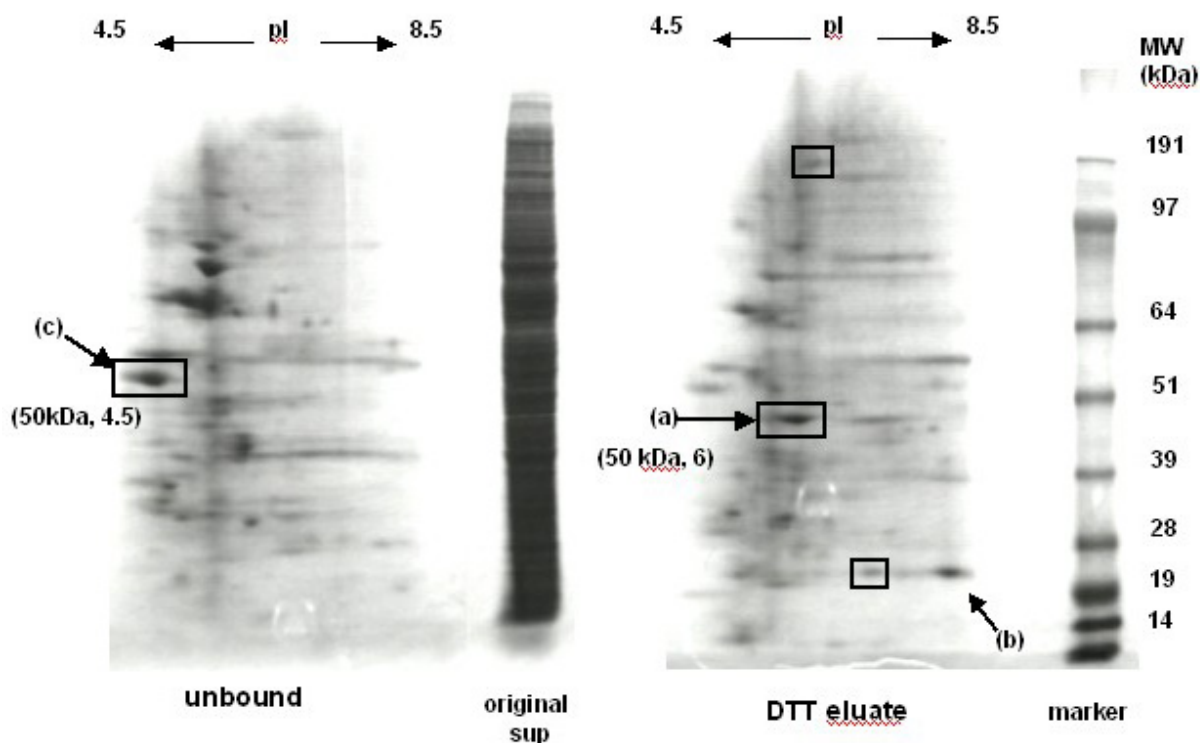 4.5 pI 8.5
4.5 pI 8.5
MW
(kDa)
191
97
64
51
39
28
19
14
(c)
(50kDa, 4.5)
(a)
(50 kDa, 6)
(b)
unbound
original
sup
DTT eluate
marker